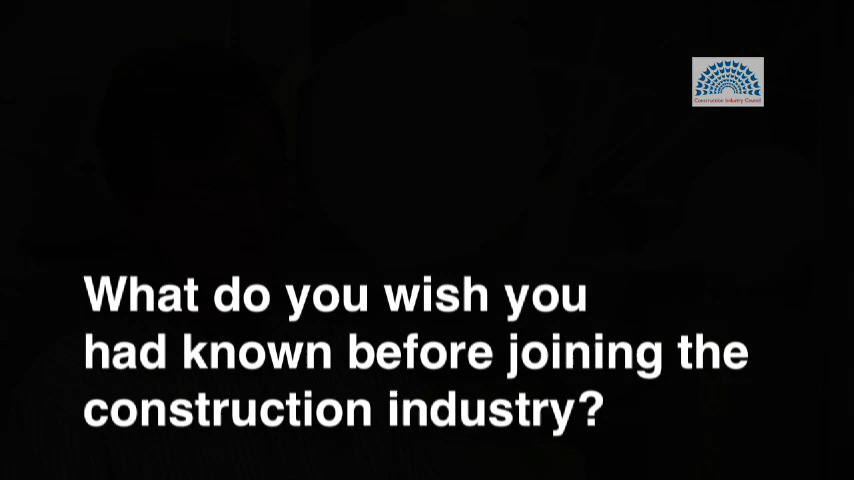 Construction Industry Council
What do you wish you
had known before joining the
construction industry?